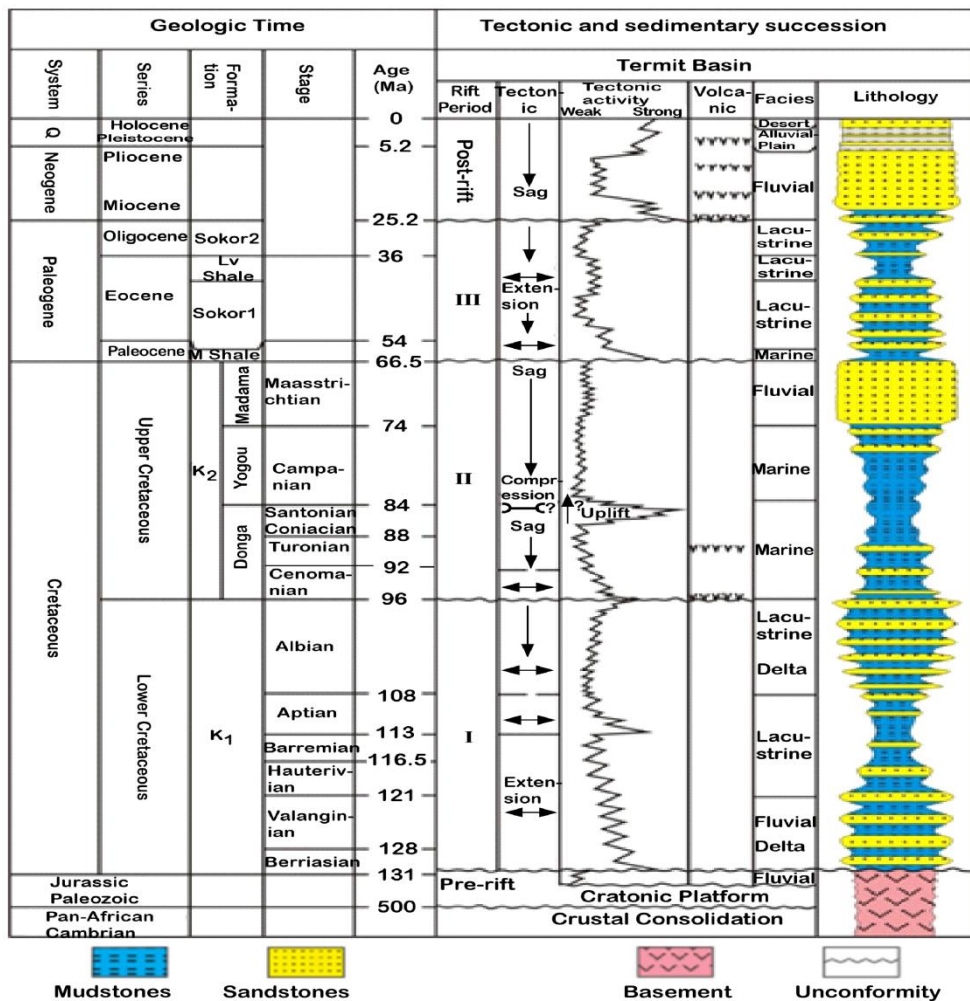 Geologic Time
Tectonic and sedimentary succession
System
Series
Forma-
tion
Stage
Age
(Ma)
Termit Basin
Rift
Period
Tecton-
ic
Tectonic
activity
Weak Strong
Volca-
nic
Facies
Lithology
Q
Neogene
Paleogene
Cretaceous
Holocene
Pleistocene
Pliocene
Miocene
Oligocene
Eocene
Paleocene
Upper Cretaceous
Lower Cretaceous
Sokor2
Lv
Shale
Sokor1
M Shale
K2
Madama
Yogou
Donga
K1
Maasstri-
chtian
Campa-
nian
Santonian
Coniacian
Turonian
Cenoma-
nian
Albian
Aptian
Barremian
Hauteriv-
ian
Valangin-
ian
Berriasian
Jurassic
Paleozoic
Pan-African
Cambrian
0
5.2
25.2
36
54
66.5
74
84
88
92
96
108
113
116.5
121
128
131
500
Post-rift
III
II
I
Pre-rift
Sag
Exten-
sion
Sag
Compr-
ession
?
Sag
Exten-
sion
?
Uplift
Desert
Alluvial-
Plain
Fluvial
Lacu-
strine
Lacu-
strine
Lacu-
strine
Marine
Fluvial
Marine
Marine
Lacu-
strine
Delta
Lacu-
strine
Fluvial
Delta
Fluvial
Cratonic Platform
Crustal Consolidation
Mudstones
Sandstones
Basement
Unconformity